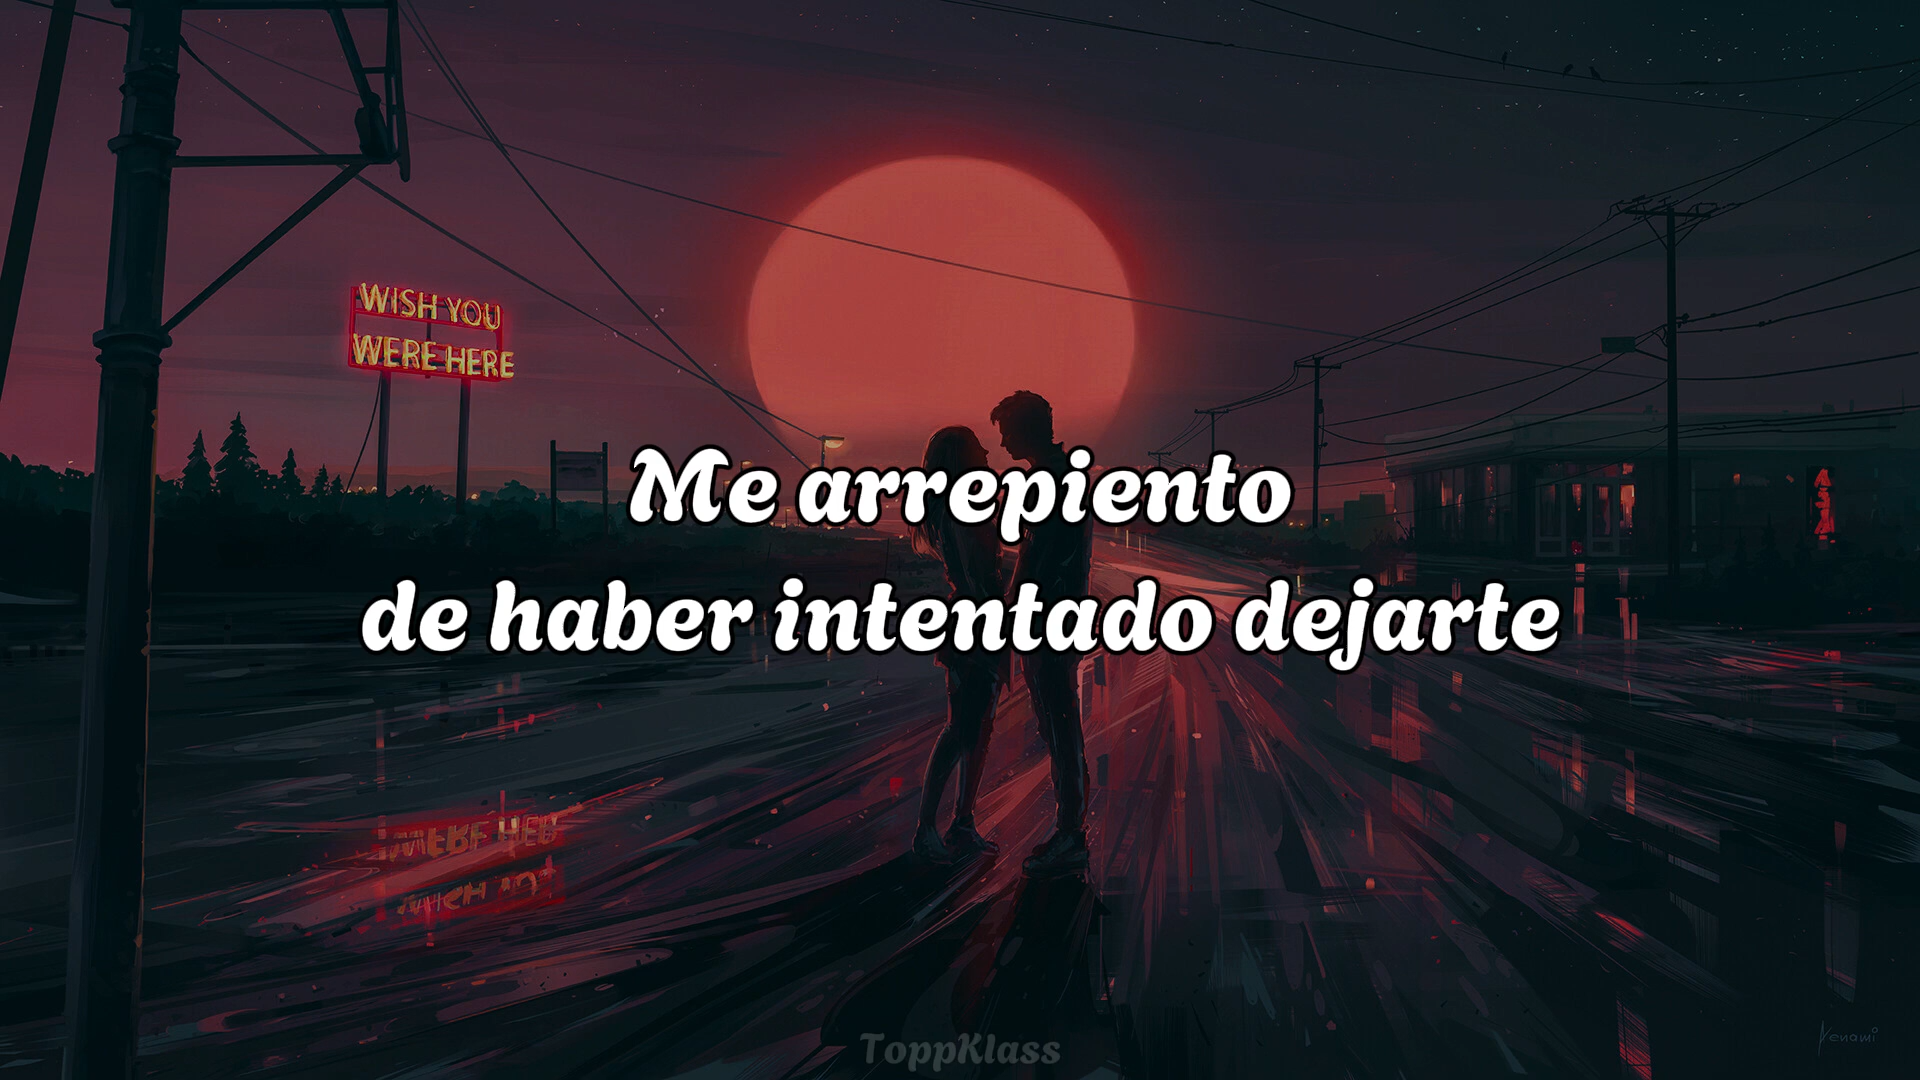 WISH YOU
WERE HERE
Me arrepiento
de haber intentado dejarte
ToppKlass